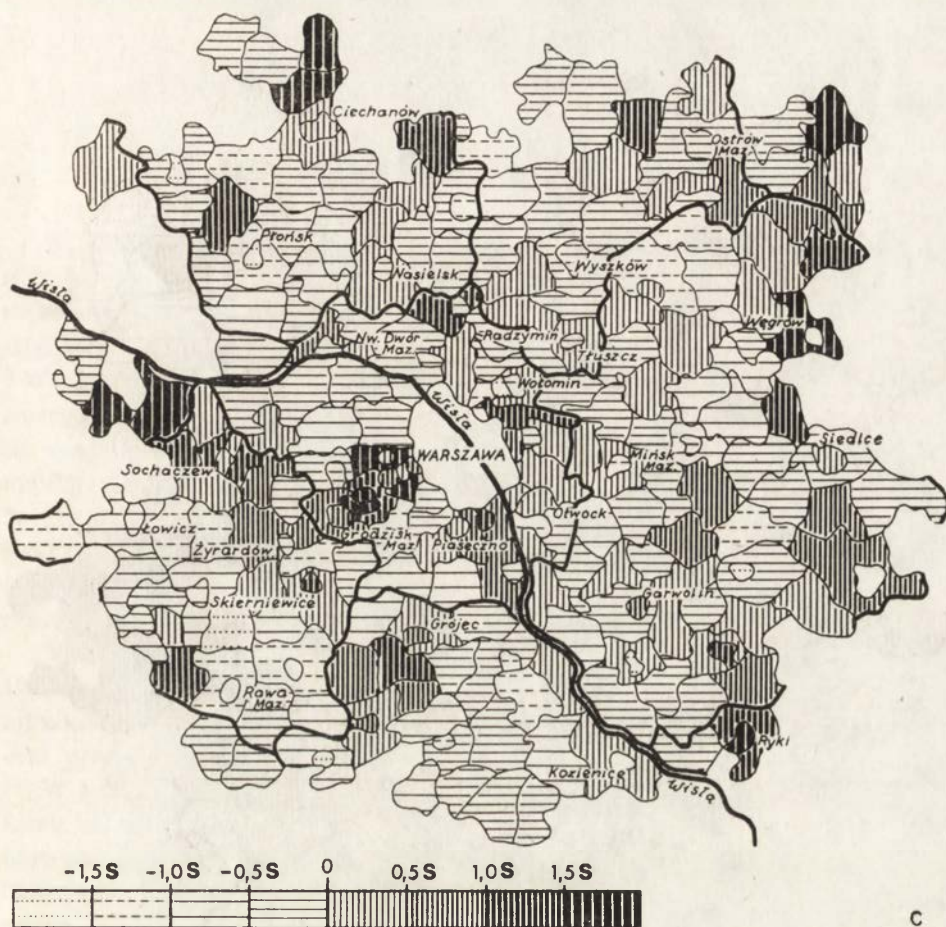 Ciechanów
Ostrów
Maz.
Płońsk
Nasielsk
Wyszków
Wisła
Nw. Dwór
Maz.
Radzymin
Tłuszcz
Węgrów
Wołomin
Wisła
WARSZAWA
Sochaczew
Mińsk
Maz.
Siedlce
Łowicz
Żyrardów
Grodzisk
Maz.
Piaseczno
Otwock
Skierniewice
Garwolin
Grójec
Rawa
Maz.
Ryki
Kozienice
Wisła
-1,5S -1,0S -0,5S 0 0,5S 1,0S 1,5S
C